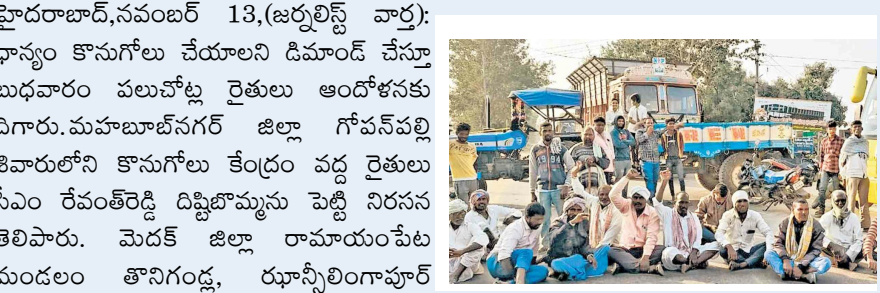 హైదరాబాద్,నవంబర్ 13,(జర్నలిస్ట్ వార్త):
ధాన్యం కొనుగోలు చేయాలని డిమాండ్ చేస్తూ
బుధవారం పలుచోట్ల రైతులు ఆందోళనకు
దిగారు.మహబూబ్‌నగర్ జిల్లా గోపన్‌పల్లి
శివారులోని కొనుగోలు కేంద్రం వద్ద రైతులు
సీఎం రేవంత్‌రెడ్డి దిష్టిబొమ్మను పెట్టి నిరసన
తెలిపారు. మెదక్ జిల్లా రామాయంపేట
మండలం తొనిగండ్ల, ఝాన్సీలింగాపూర్
1994